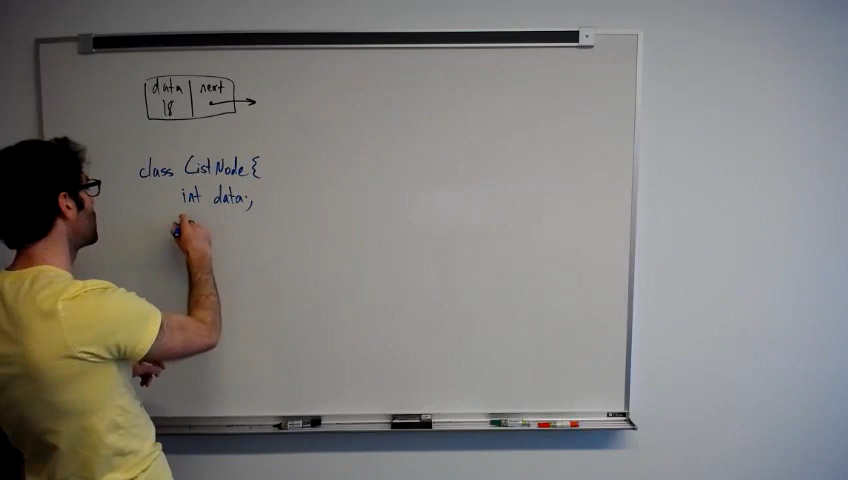 data next
18
class ListNode {
int data;